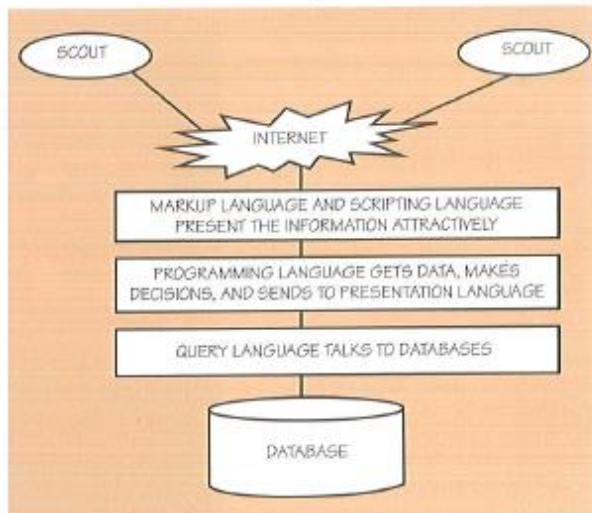 SCOUT
SCOUT
INTERNET
MARKUP LANGUAGE AND SCRIPTING LANGUAGE
PRESENT THE INFORMATION ATTRACTIVELY
PROGRAMMING LANGUAGE GETS DATA, MAKES
DECISIONS, AND SENDS TO PRESENTATION LANGUAGE
QUERY LANGUAGE TALKS TO DATABASES
DATABASE